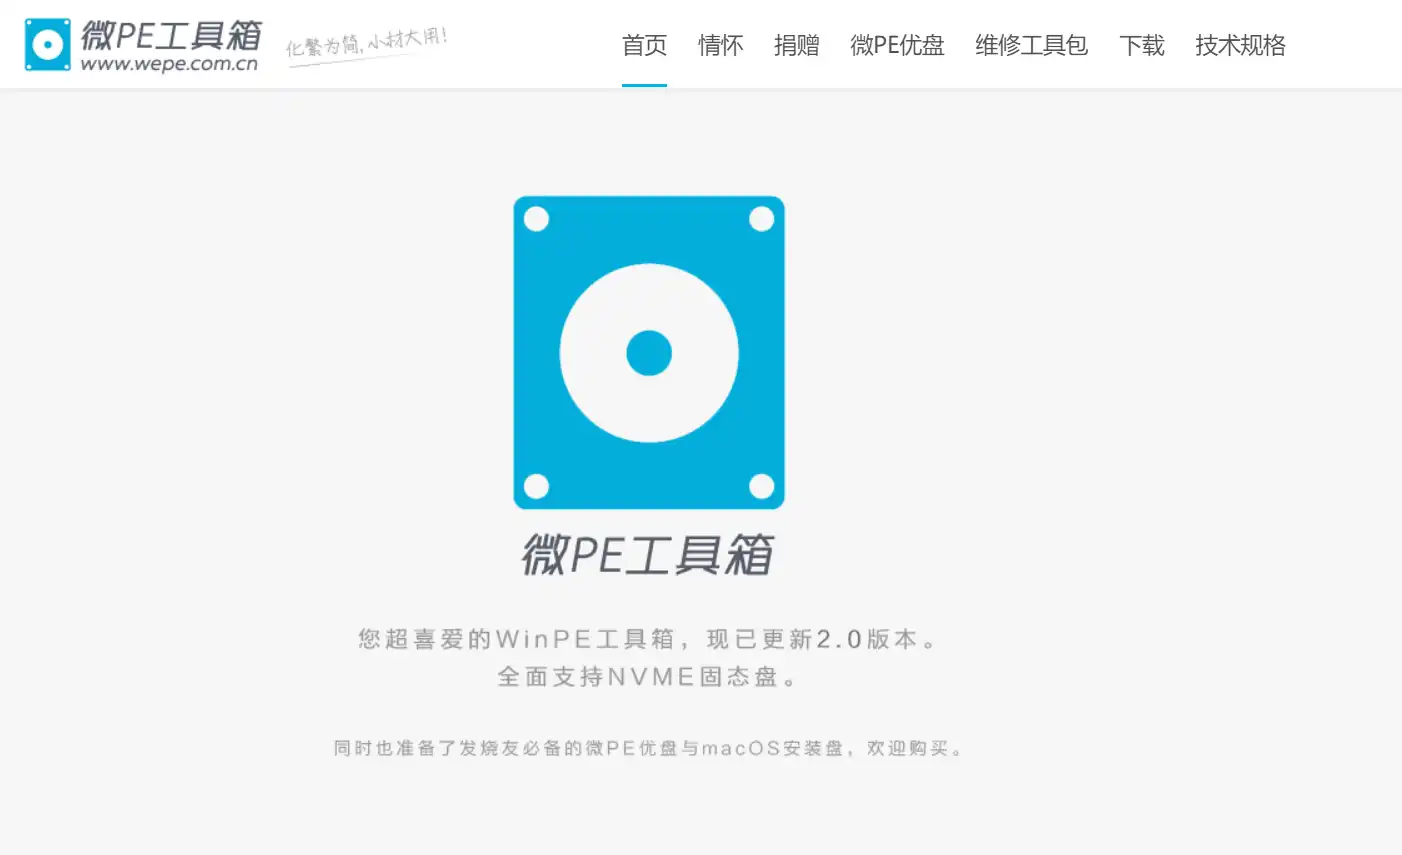 微PE工具箱
www.wepe.com.cn
化繁为简,小材大用!
首页 情怀 捐赠 微PE优盘 维修工具包 下载 技术规格
微PE工具箱
您超喜爱的WinPE工具箱，现已更新2.0版本。
全面支持NVME固态盘。
同时也准备了发烧友必备的微PE优盘与macOS安装盘，欢迎购买。